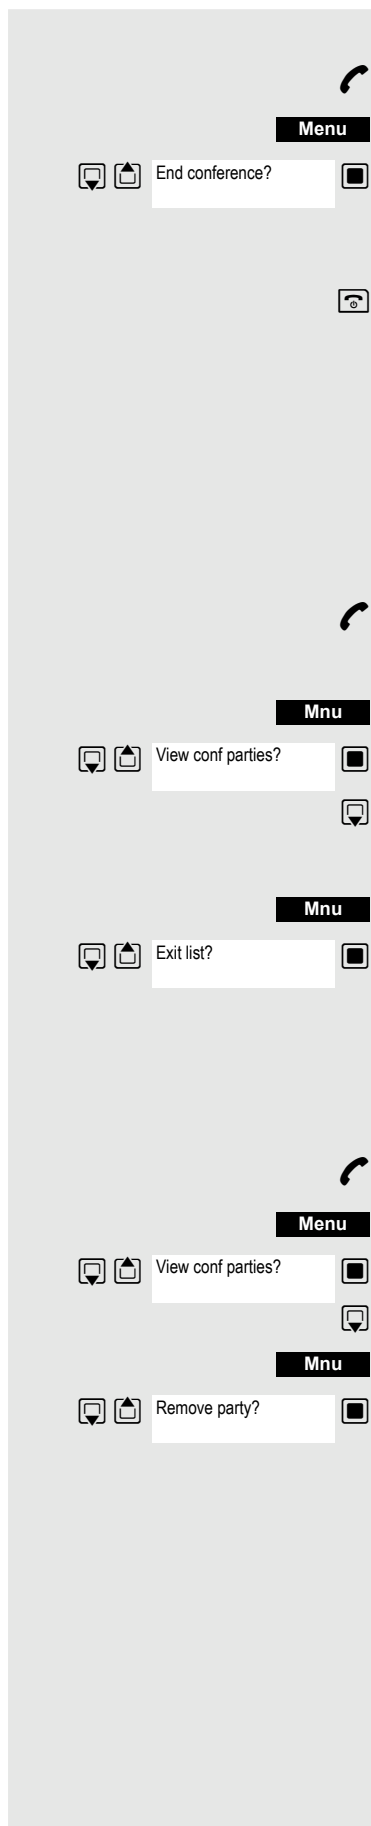 Menu
End conference?
Mnu
View conf parties?
Mnu
Exit list?
Menu
View conf parties?
Mnu
Remove party?